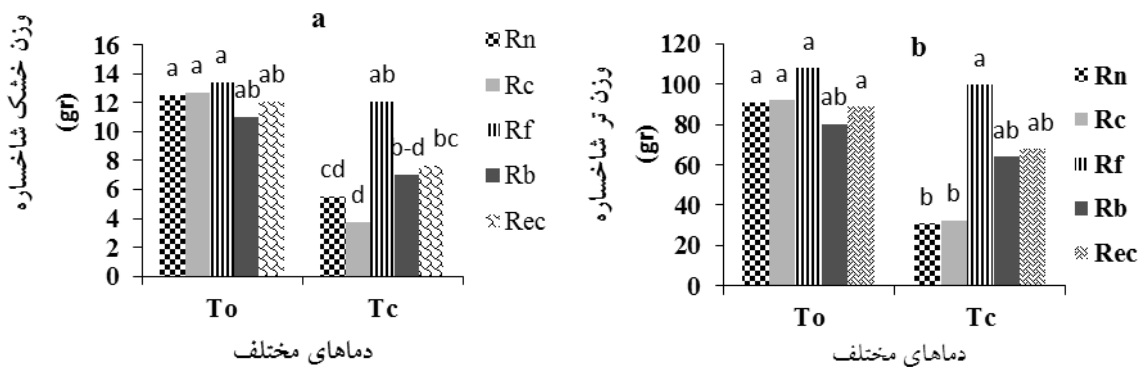 a
وزن خشک شاخساره
(gr)
16
14
12
10
8
6
4
2
0
a a a ab ab
cd d ab b-d bc
To Tc
دماهای مختلف
Rn
Rc
Rf
Rb
Rec
b
وزن تر شاخساره
(gr)
120
100
80
60
40
20
0
a a a ab a
b b a ab ab
To Tc
دماهای مختلف
Rn
Rc
Rf
Rb
Rec